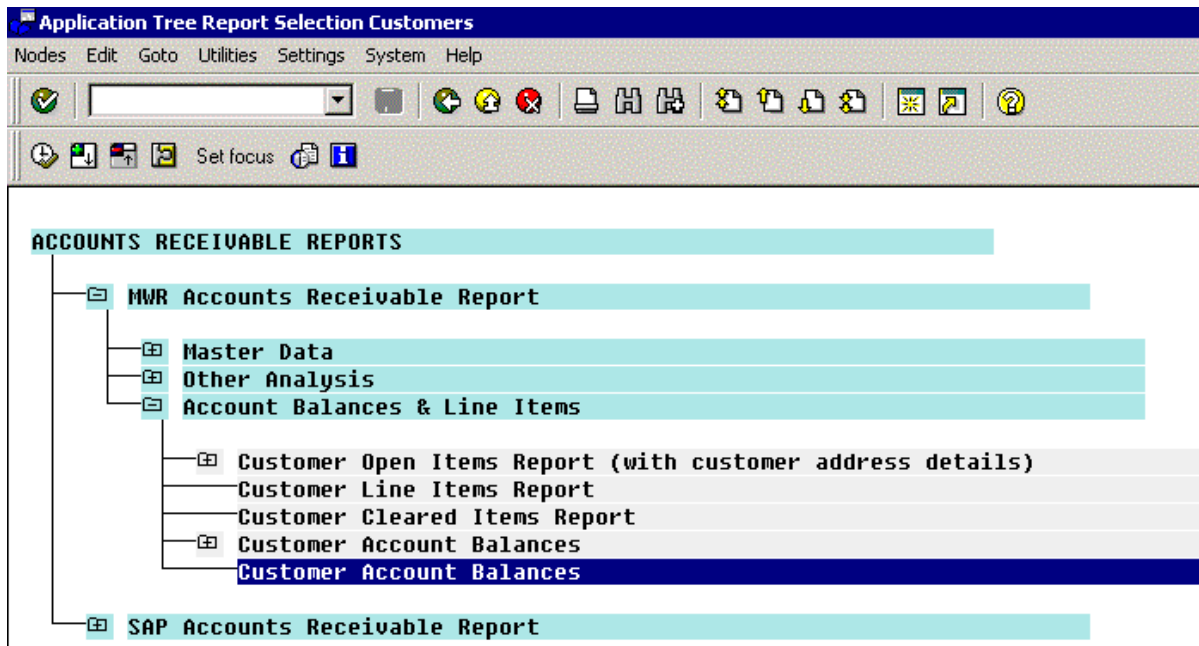 Application Tree Report Selection Customers
Nodes Edit Goto Utilities Settings System Help
Set focus
ACCOUNTS RECEIVABLE REPORTS
MWR Accounts Receivable Report
Master Data
Other Analysis
Account Balances & Line Items
Customer Open Items Report (with customer address details)
Customer Line Items Report
Customer Cleared Items Report
Customer Account Balances
Customer Account Balances
SAP Accounts Receivable Report